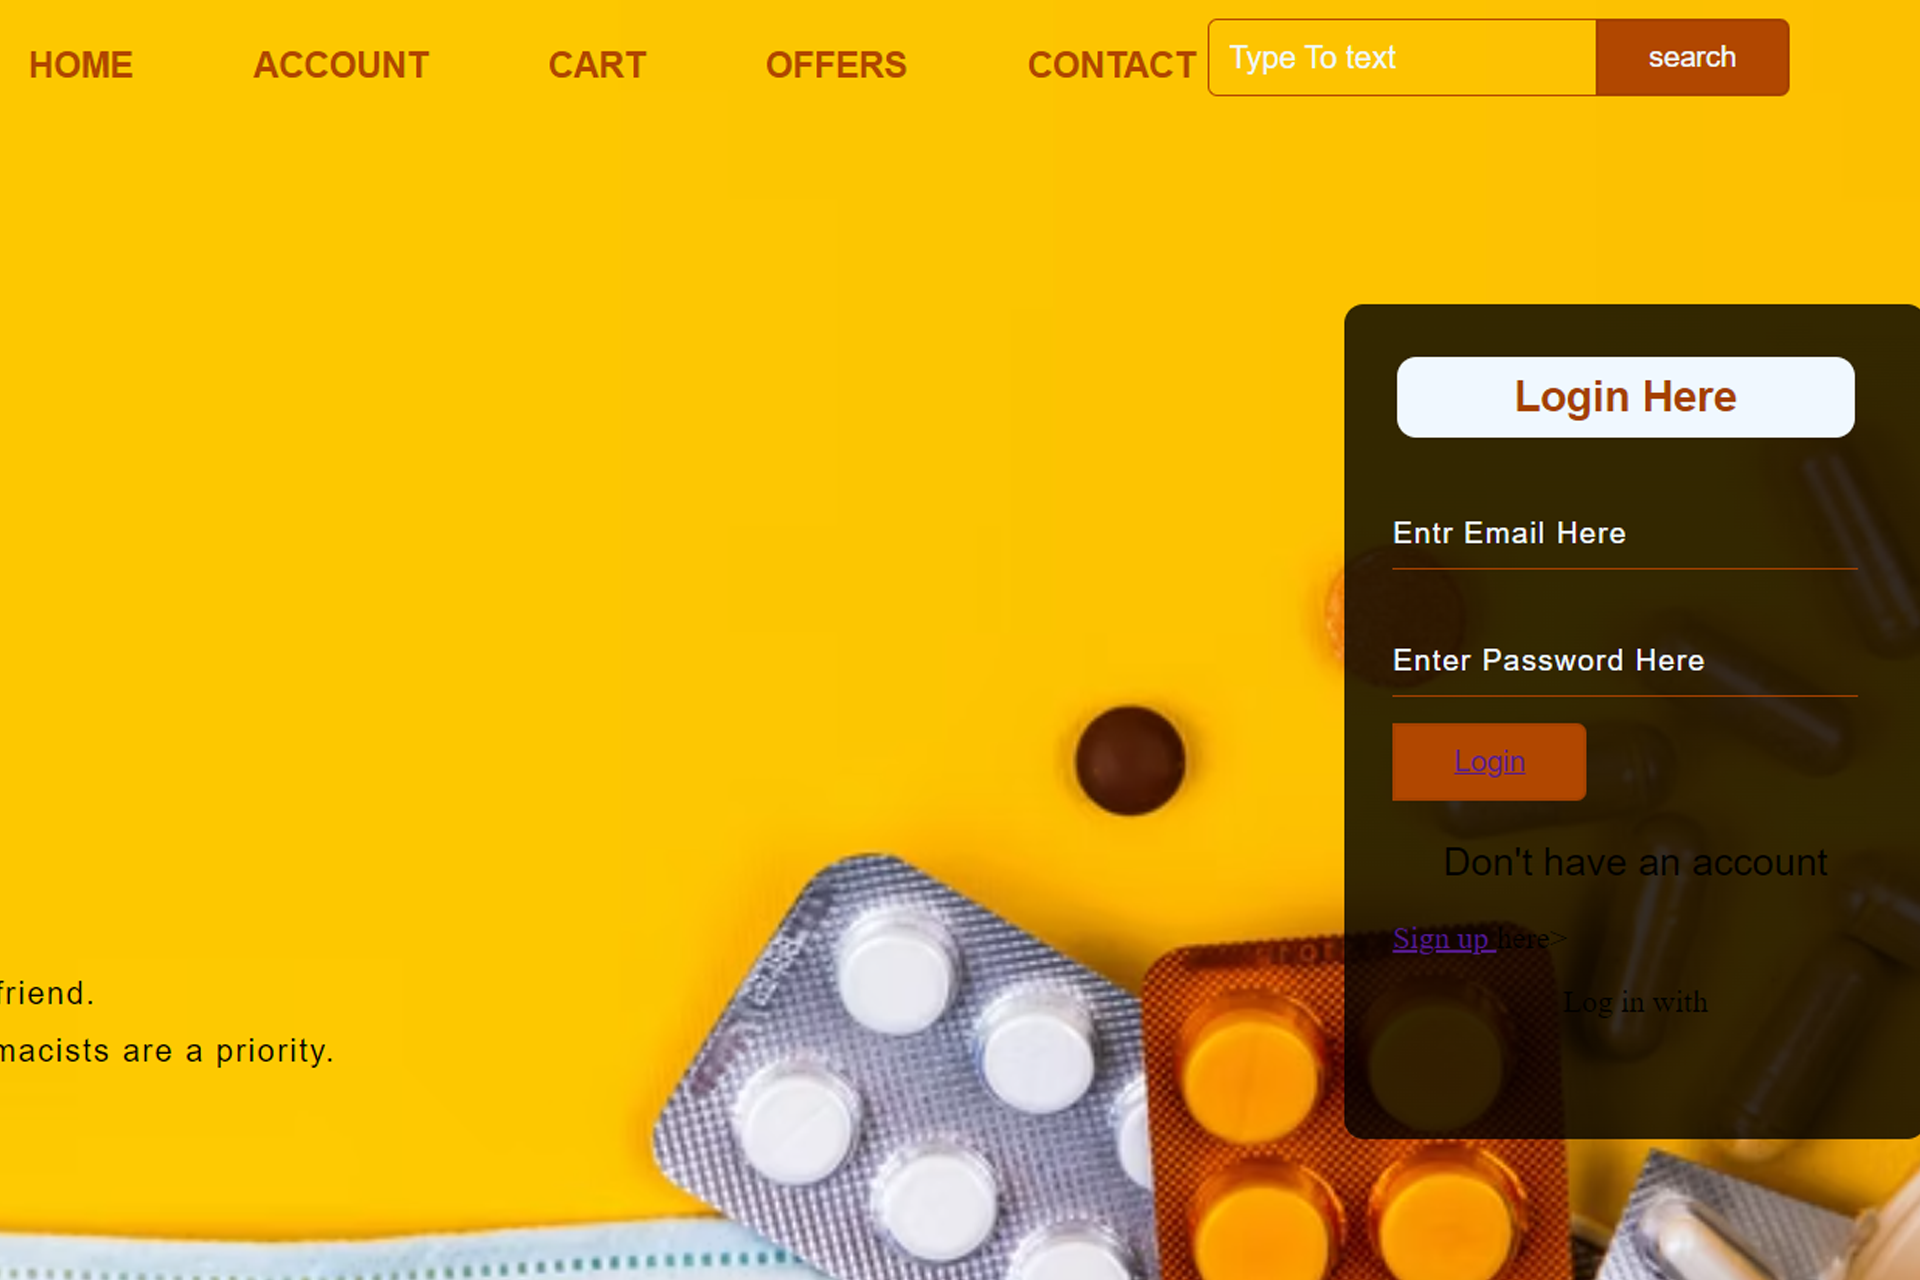 HOME ACCOUNT CART OFFERS CONTACT Type To text search
Login Here
Entr Email Here
Enter Password Here
Login
Don't have an account
Sign up here>
Log in with
friend.
macists are a priority.